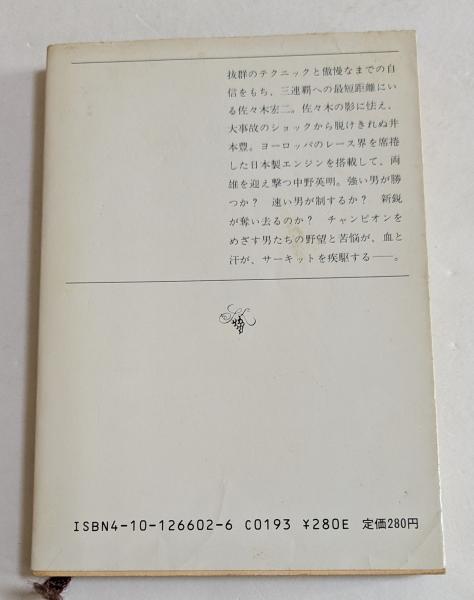 抜群のテクニックと傲慢なまでの自
信をもち、三連覇への最短距離にい
る佐々木宏二。佐々木の影に怯え、
大事故のショックから脱けきれぬ井
本豊。ヨーロッパのレース界を席捲
した日本製エンジンを搭載して、両
雄を迎え撃つ中野英明。強い男が勝
つか？　速い男が制するか？　新鋭
が奪い去るのか？　チャンピオンを
めざす男たちの野望と苦悩が、血と
汗が、サーキットを疾駆する――。
ISBN4-10-126602-6 C0193 ¥280E 定価280円